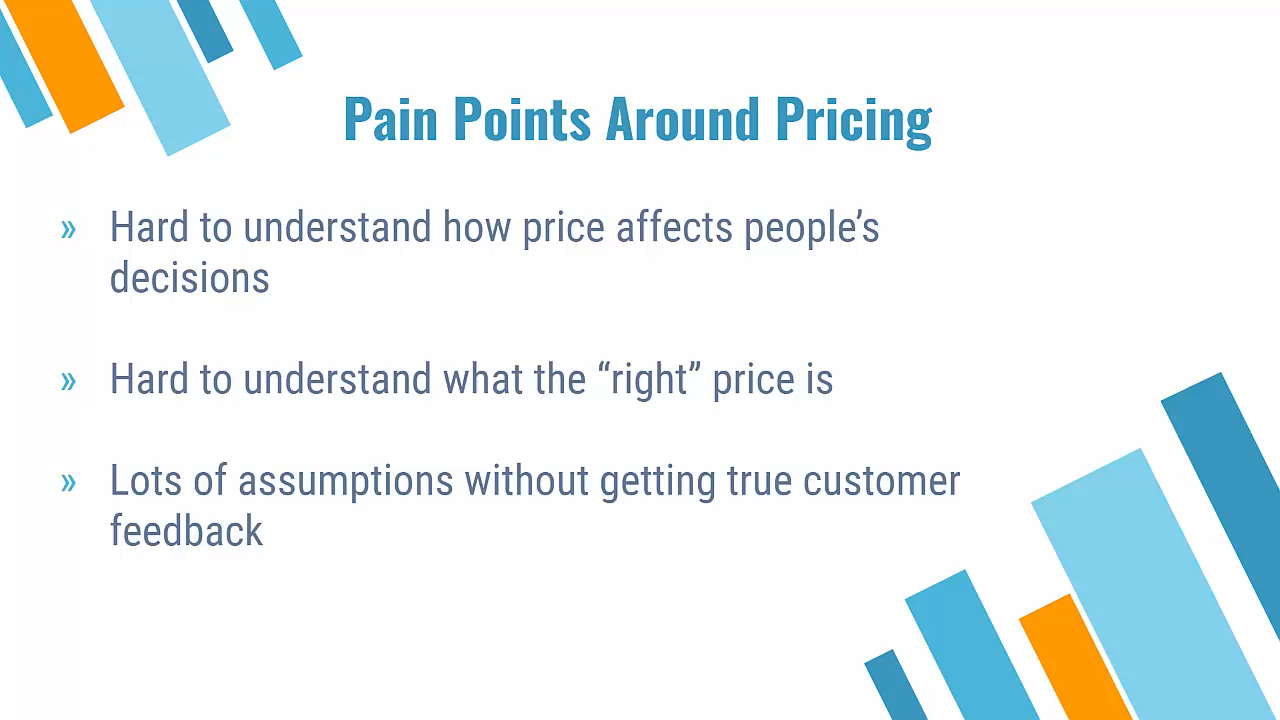 Pain Points Around Pricing
» Hard to understand how price affects people’s
decisions
» Hard to understand what the “right” price is
» Lots of assumptions without getting true customer
feedback